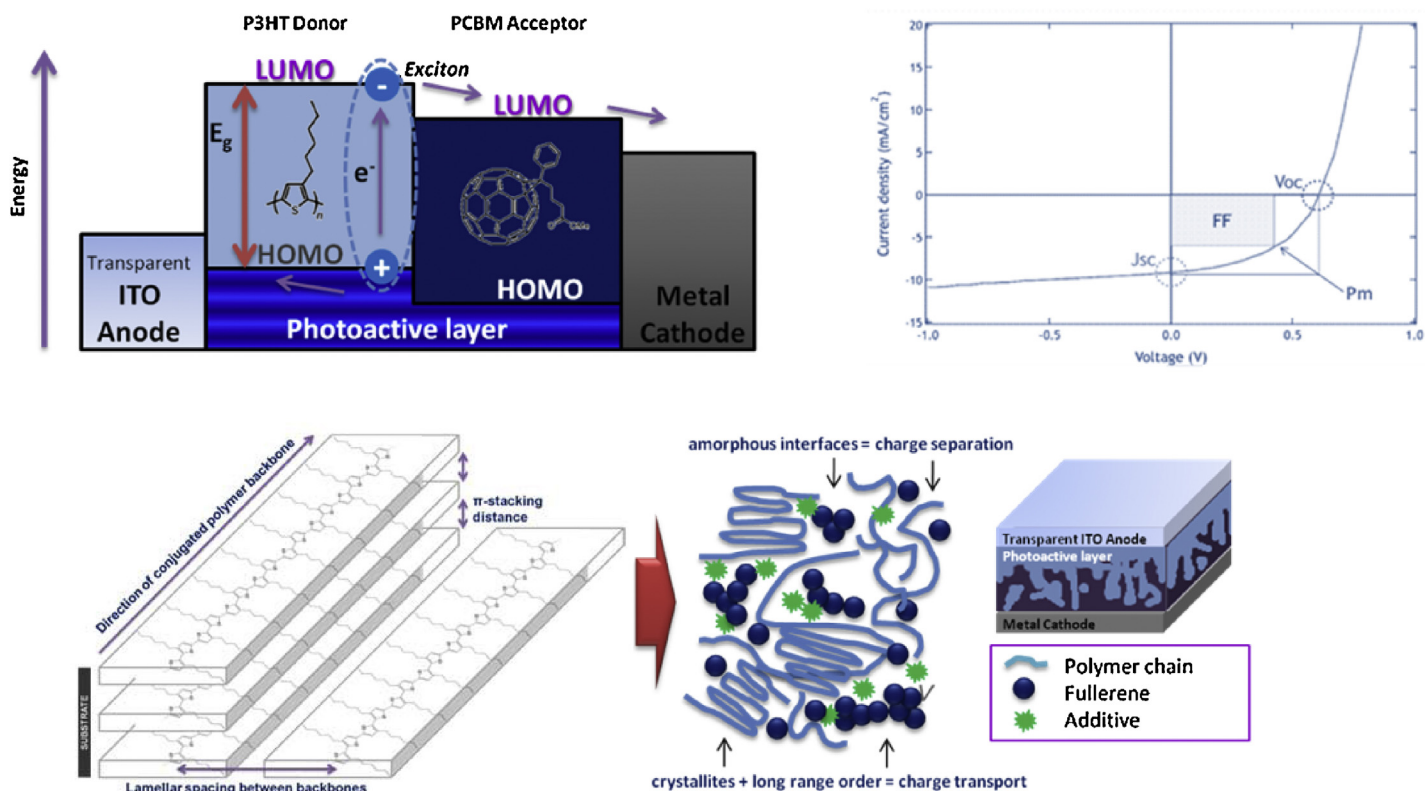 P3HT Donor
PCBM Acceptor
LUMO
Exciton
-
LUMO
Eg
e-
S
n
OMe
Energy
HOMO
+
HOMO
Transparent
ITO
Anode
Photoactive layer
Metal
Cathode
20
15
10
5
0
-5
-10
-15
Current density (mA/cm²)
Voc
FF
Jsc
Pm
-1.0
-0.5
0.0
0.5
1.0
Voltage (V)
Direction of conjugated polymer backbone
π-stacking
distance
SUBSTRATE
Lamellar spacing between backbones
amorphous interfaces = charge separation
crystallites + long range order = charge transport
Transparent ITO Anode
Photoactive layer
Metal Cathode
Polymer chain
Fullerene
Additive